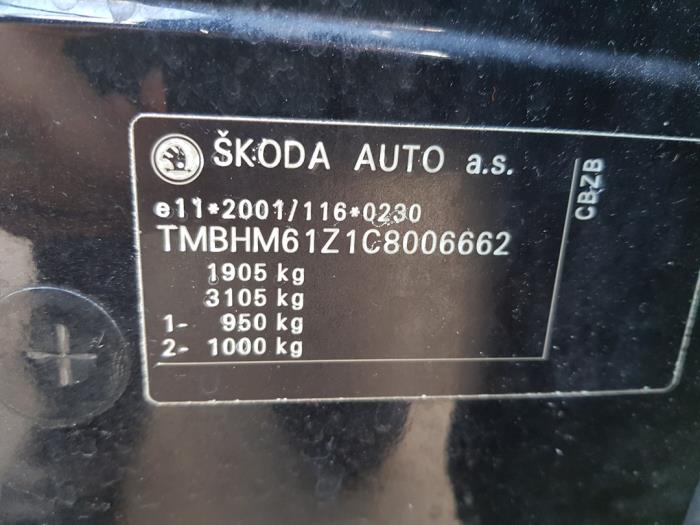 ŠKODA AUTO a.s.
e11*2001/116*0230
TMBHM61Z1C8006662
1905 kg
3105 kg
1- 950 kg
2- 1000 kg
CBZB